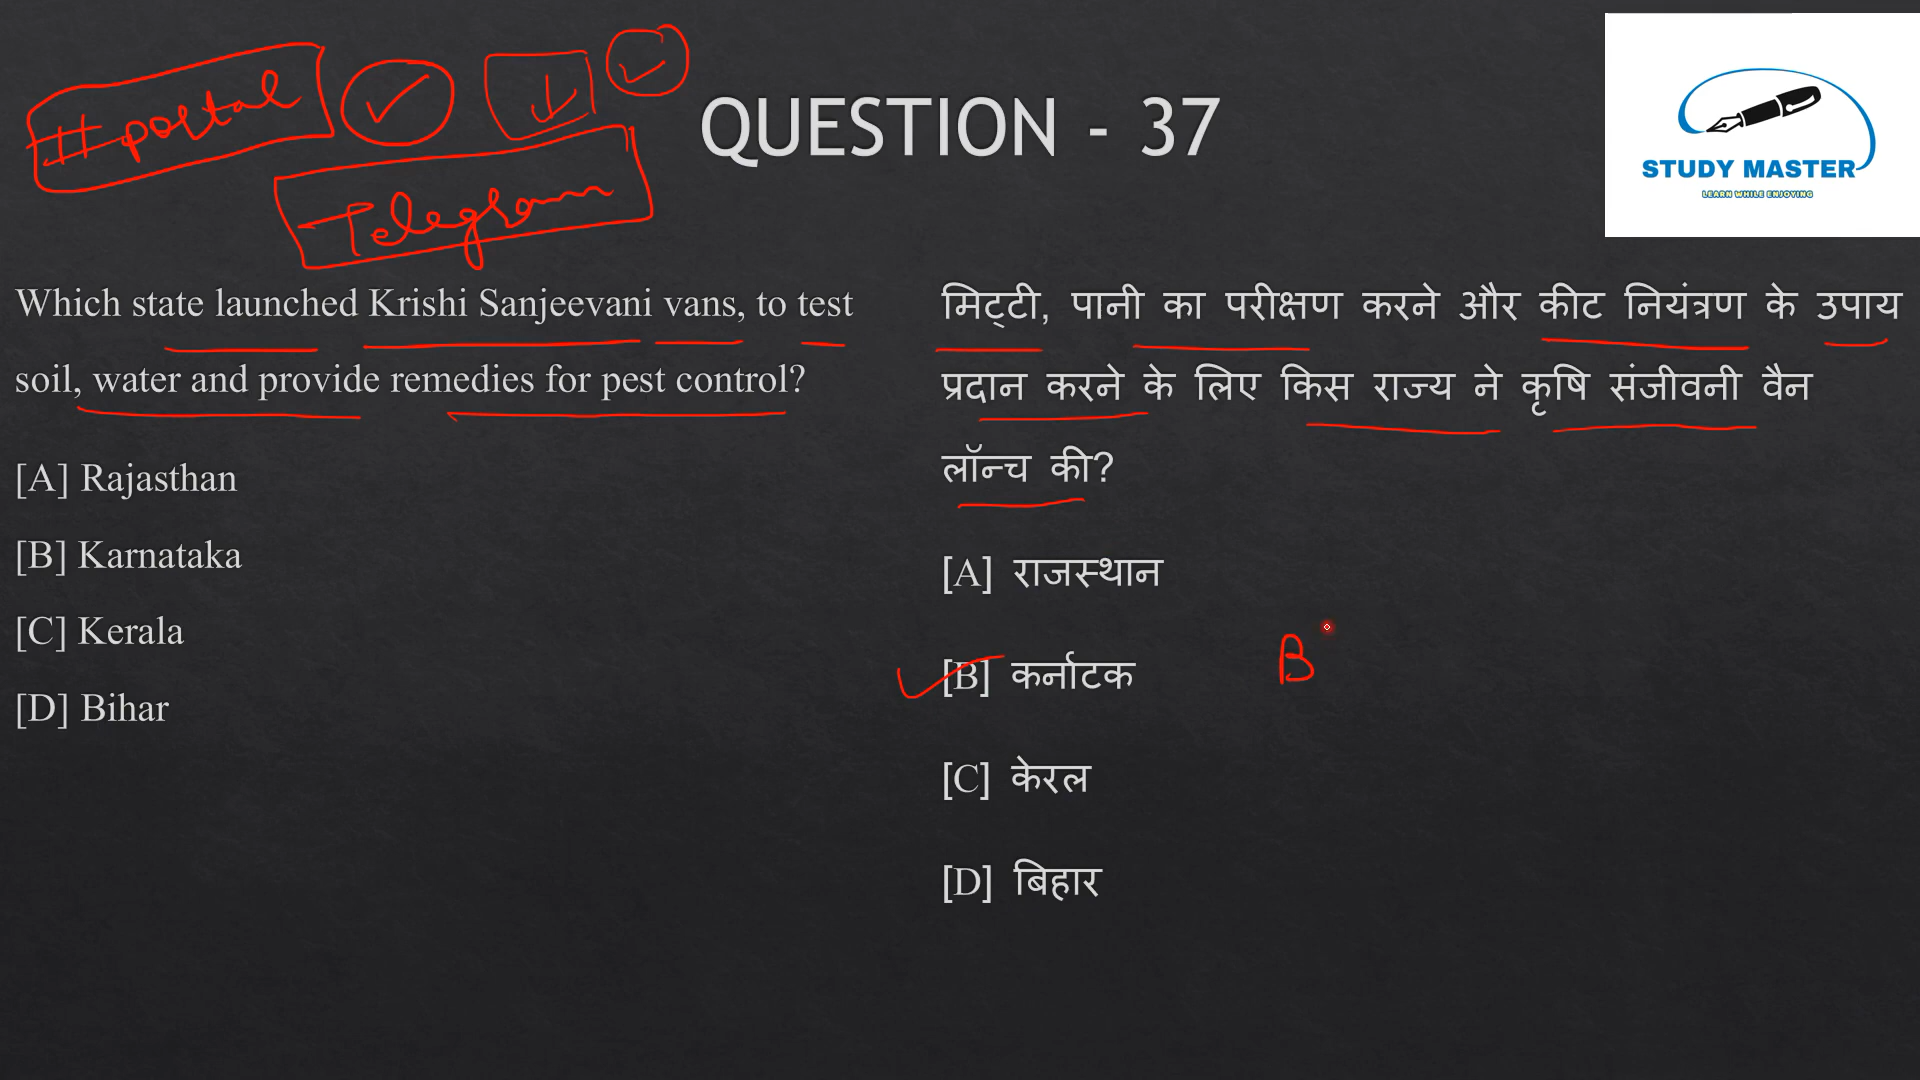 # portal
Telegram
QUESTION - 37
STUDY MASTER
LEARN WHILE ENJOYING
Which state launched Krishi Sanjeevani vans, to test
soil, water and provide remedies for pest control?
[A] Rajasthan
[B] Karnataka
[C] Kerala
[D] Bihar
मिट्टी, पानी का परीक्षण करने और कीट नियंत्रण के उपाय
प्रदान करने के लिए किस राज्य ने कृषि संजीवनी वैन
लॉन्च की?
[A] राजस्थान
[B] कर्नाटक
B
[C] केरल
[D] बिहार